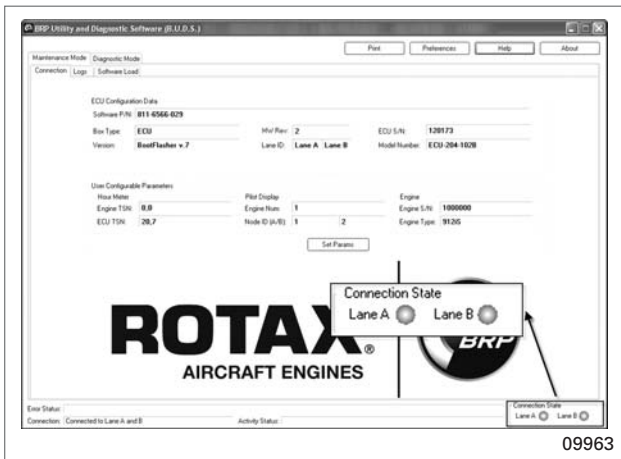 BRP Utility and Diagnostic Software (B.U.D.S.)
Print Preferences Help About
Maintenance Mode Diagnostic Mode
Connection Logs Software Load
ECU Configuration Data
Software P/N: 811-6566-029
Box Type: ECU HW Rev: 2 ECU S/N: 120173
Version: BootFlasher v.7 Lane ID: Lane A Lane B Model Number: ECU-204-102B
User Configurable Parameters
Hour Meter Pilot Display Engine
Engine TSN: 0,0 Engine Num: 1 Engine S/N: 1000000
ECU TSN: 20,7 Node ID (A/B): 1 2 Engine Type: 912iS
Set Params
Connection State
Lane A Lane B
ROTAX®
AIRCRAFT ENGINES
BRP
Error Status:
Connection: Connected to Lane A and B Activity Status:
Connection State
Lane A Lane B
09963